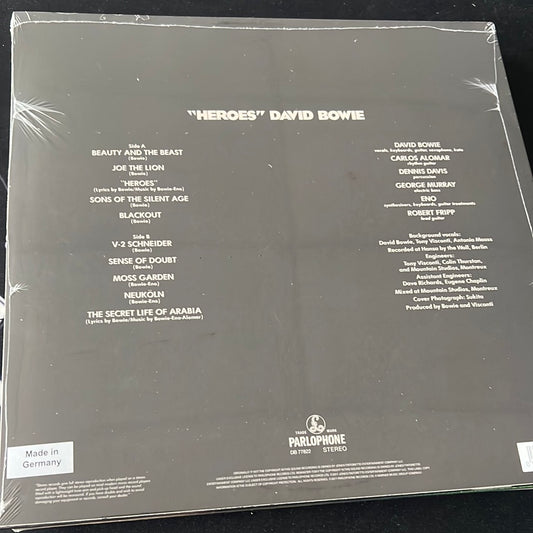 "HEROES" DAVID BOWIE
Side A
BEAUTY AND THE BEAST
(Bowie)
JOE THE LION
(Bowie)
"HEROES"
(Lyrics by Bowie/Music by Bowie-Eno)
SONS OF THE SILENT AGE
(Bowie)
BLACKOUT
(Bowie)
Side B
V-2 SCHNEIDER
(Bowie)
SENSE OF DOUBT
(Bowie)
MOSS GARDEN
(Bowie-Eno)
NEUKÖLN
(Bowie-Eno)
THE SECRET LIFE OF ARABIA
(Lyrics by Bowie/Music by Bowie-Eno-Alomar)
DAVID BOWIE
vocals, keyboards, guitar, saxophone, koto
CARLOS ALOMAR
rhythm guitar
DENNIS DAVIS
percussion
GEORGE MURRAY
electric bass
ENO
synthesizers, keyboards, guitar treatments
ROBERT FRIPP
lead guitar
Background vocals:
David Bowie, Tony Visconti, Antonia Maass
Recorded at Hansa by the Wall, Berlin
Engineers:
Tony Visconti, Colin Thurston,
and Mountain Studios, Montreux
Assistant Engineers:
Dave Richards, Eugene Chaplin
Mixed at Mountain Studios, Montreux
Cover Photograph: Sukita
Produced by Bowie and Visconti
TRADE MARK
PARLOPHONE
DB 77822 STEREO
Made in
Germany